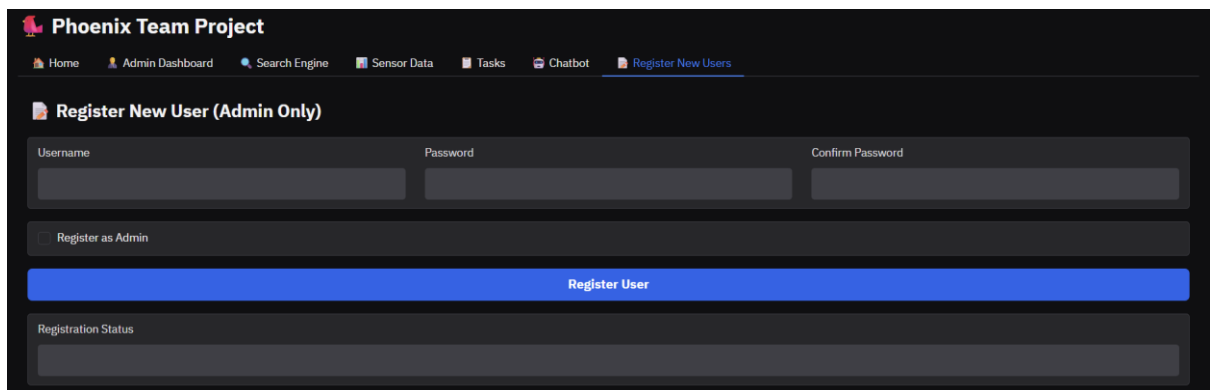 Phoenix Team Project
Home Admin Dashboard Search Engine Sensor Data Tasks Chatbot Register New Users
Register New User (Admin Only)
Username Password Confirm Password
Register as Admin
Register User
Registration Status